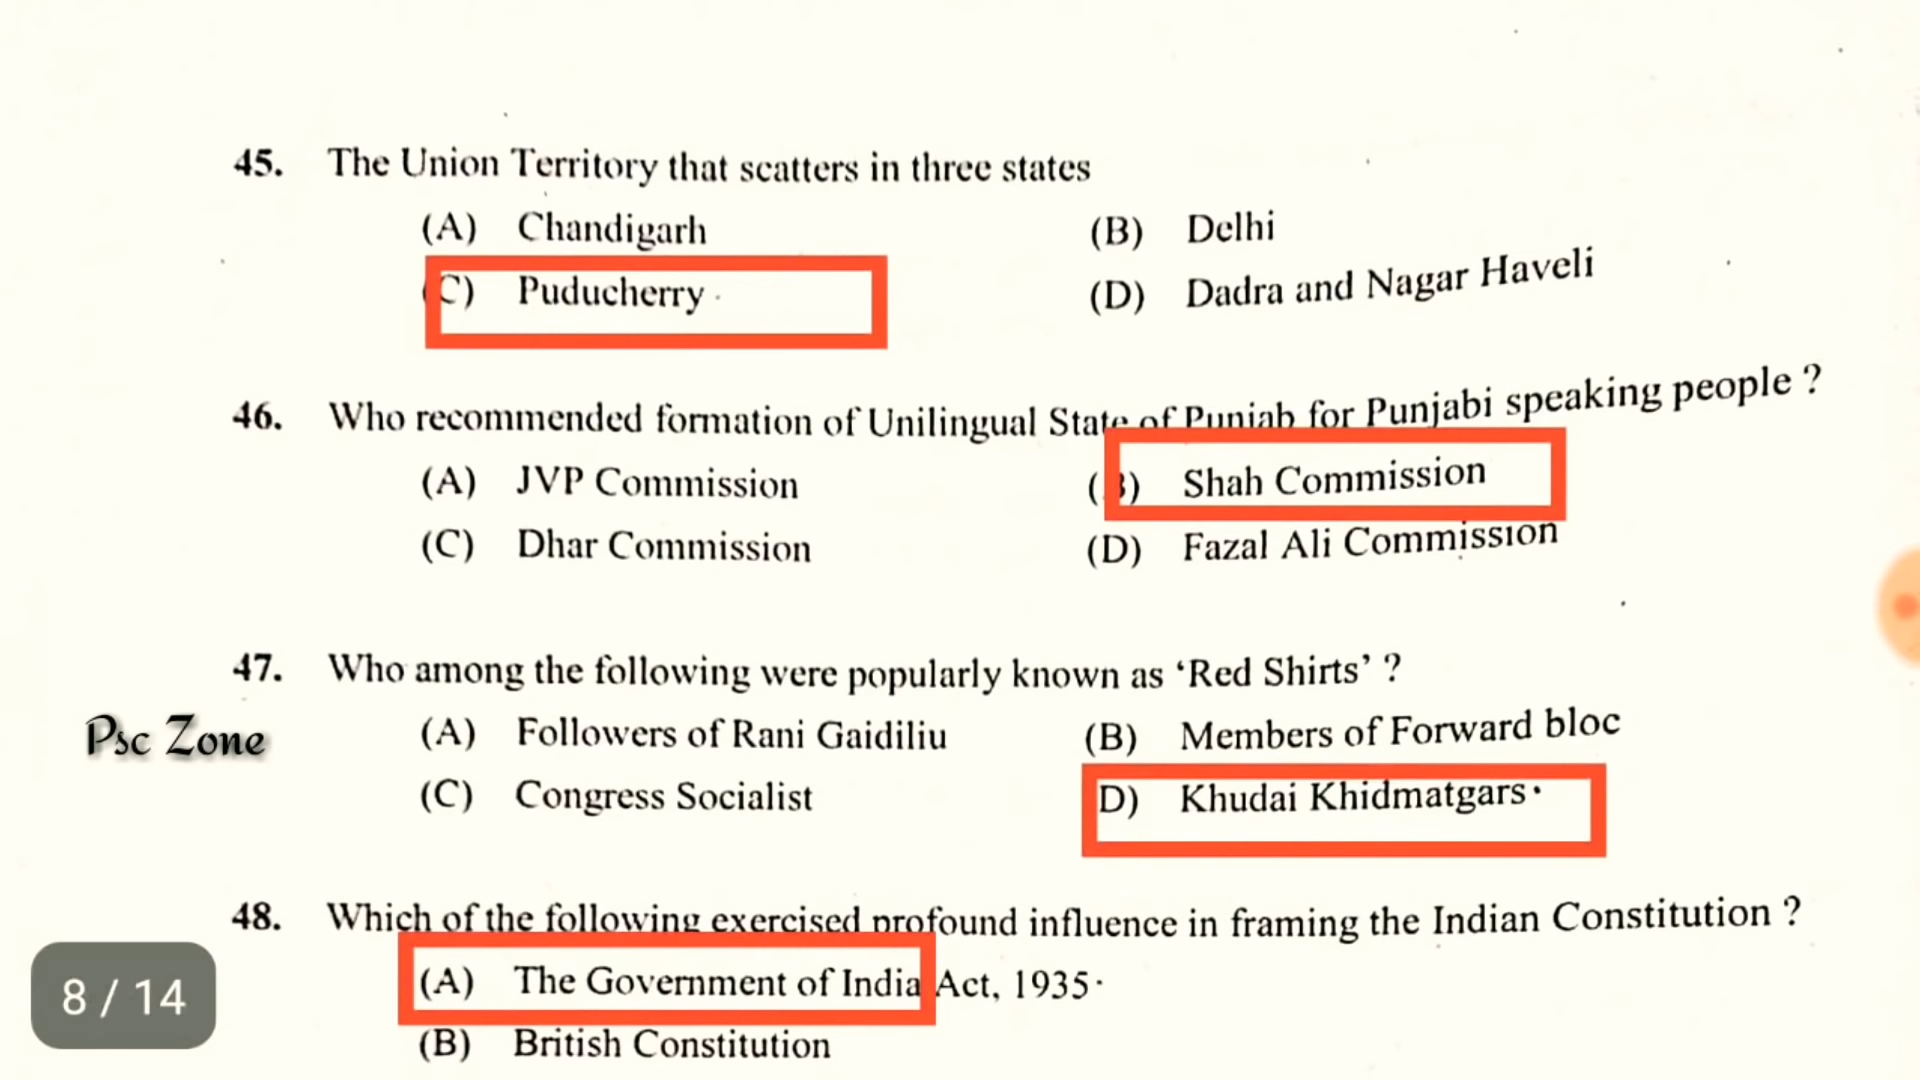 45. The Union Territory that scatters in three states
(A) Chandigarh (B) Delhi
(C) Puducherry (D) Dadra and Nagar Haveli
46. Who recommended formation of Unilingual State of Punjab for Punjabi speaking people ?
(A) JVP Commission (B) Shah Commission
(C) Dhar Commission (D) Fazal Ali Commission
47. Who among the following were popularly known as ‘Red Shirts’ ?
Psc Zone
(A) Followers of Rani Gaidiliu (B) Members of Forward bloc
(C) Congress Socialist (D) Khudai Khidmatgars
48. Which of the following exercised profound influence in framing the Indian Constitution ?
(A) The Government of India Act, 1935
8 / 14
(B) British Constitution